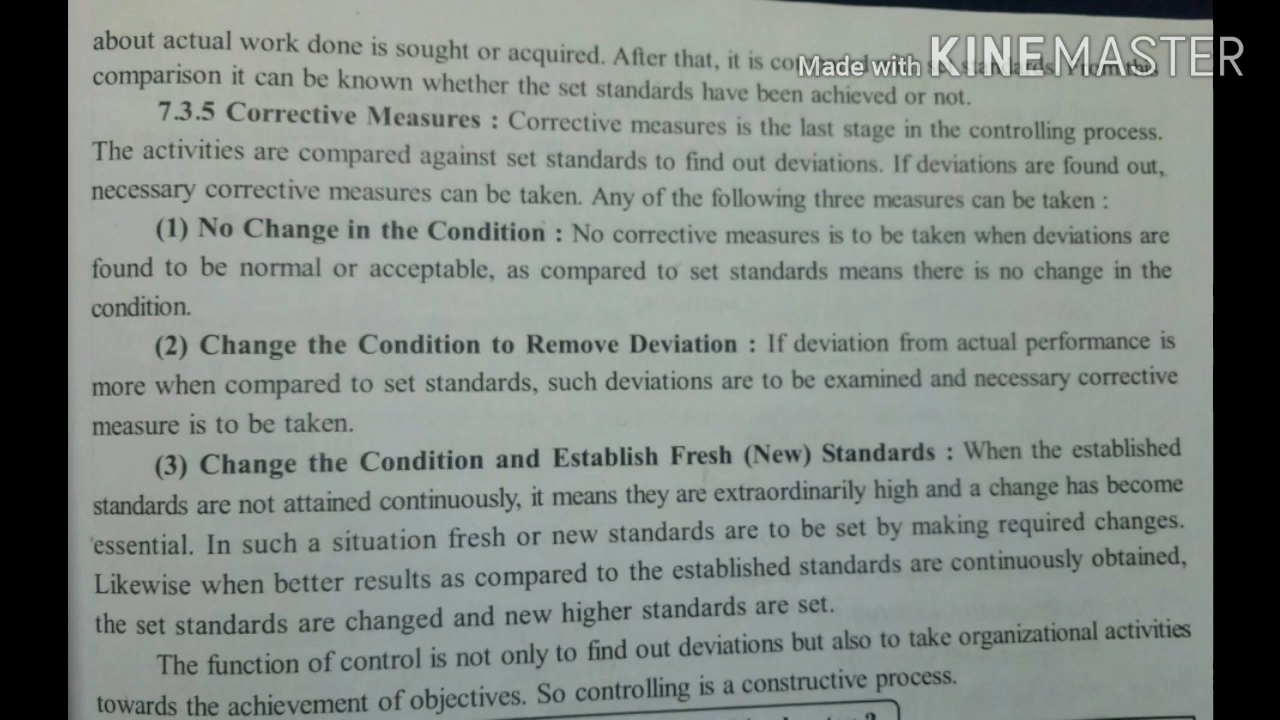 about actual work done is sought or acquired. After that, it is
Made with KINEMASTER
comparison it can be known whether the set standards have been achieved or not.
7.3.5 Corrective Measures : Corrective measures is the last stage in the controlling process.
The activities are compared against set standards to find out deviations. If deviations are found out,
necessary corrective measures can be taken. Any of the following three measures can be taken :
(1) No Change in the Condition : No corrective measures is to be taken when deviations are
found to be normal or acceptable, as compared to set standards means there is no change in the
condition.
(2) Change the Condition to Remove Deviation : If deviation from actual performance is
more when compared to set standards, such deviations are to be examined and necessary corrective
measure is to be taken.
(3) Change the Condition and Establish Fresh (New) Standards : When the established
standards are not attained continuously, it means they are extraordinarily high and a change has become
essential. In such a situation fresh or new standards are to be set by making required changes.
Likewise when better results as compared to the established standards are continuously obtained,
the set standards are changed and new higher standards are set.
The function of control is not only to find out deviations but also to take organizational activities
towards the achievement of objectives. So controlling is a constructive process.